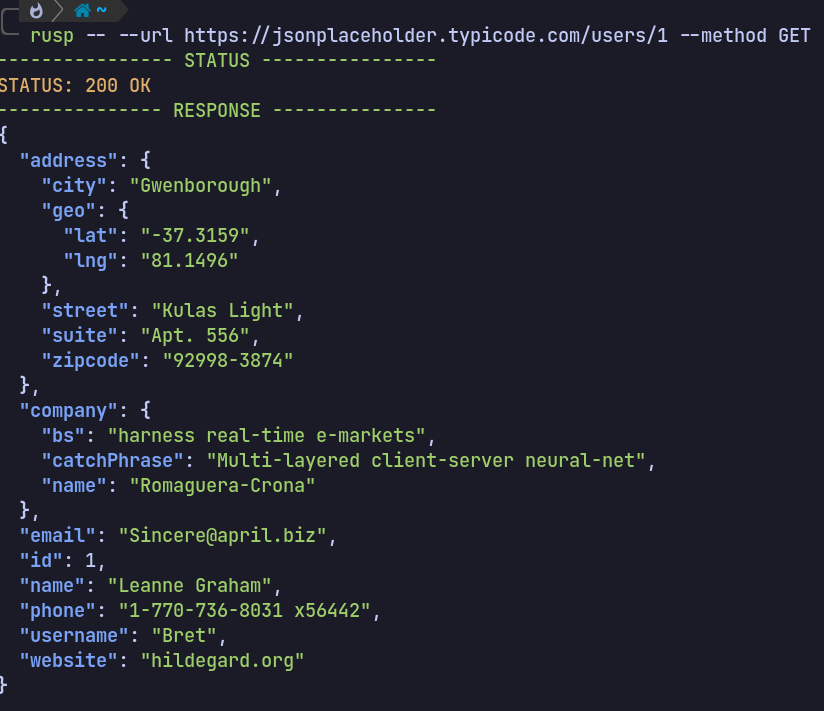 ~
rusp -- --url https://jsonplaceholder.typicode.com/users/1 --method GET
---------------- STATUS ----------------
STATUS: 200 OK
--------------- RESPONSE ---------------
{
  "address": {
    "city": "Gwenborough",
    "geo": {
      "lat": "-37.3159",
      "lng": "81.1496"
    },
    "street": "Kulas Light",
    "suite": "Apt. 556",
    "zipcode": "92998-3874"
  },
  "company": {
    "bs": "harness real-time e-markets",
    "catchPhrase": "Multi-layered client-server neural-net",
    "name": "Romaguera-Crona"
  },
  "email": "Sincere@april.biz",
  "id": 1,
  "name": "Leanne Graham",
  "phone": "1-770-736-8031 x56442",
  "username": "Bret",
  "website": "hildegard.org"
}